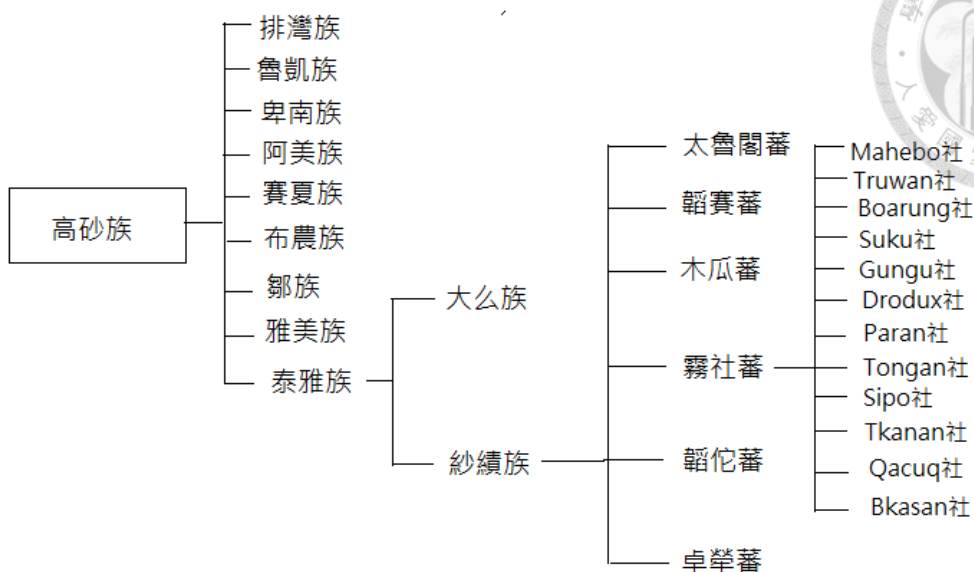 高砂族
排灣族
魯凱族
卑南族
阿美族
賽夏族
布農族
鄒族
雅美族
泰雅族
大么族
紗績族
太魯閣蕃
韜賽蕃
木瓜蕃
霧社蕃
韜佗蕃
卓犖蕃
Mahebo社
Truwan社
Boarung社
Suku社
Gungu社
Drodux社
Paran社
Tongan社
Sipo社
Tkanan社
Qacuq社
Bkasan社